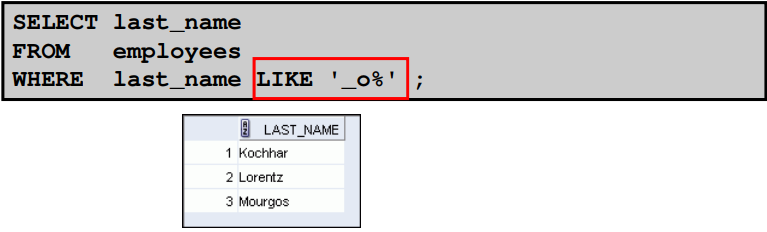 SELECT last_name
FROM employees
WHERE last_name LIKE '_o%' ;
LAST_NAME
1 Kochhar
2 Lorentz
3 Mourgos